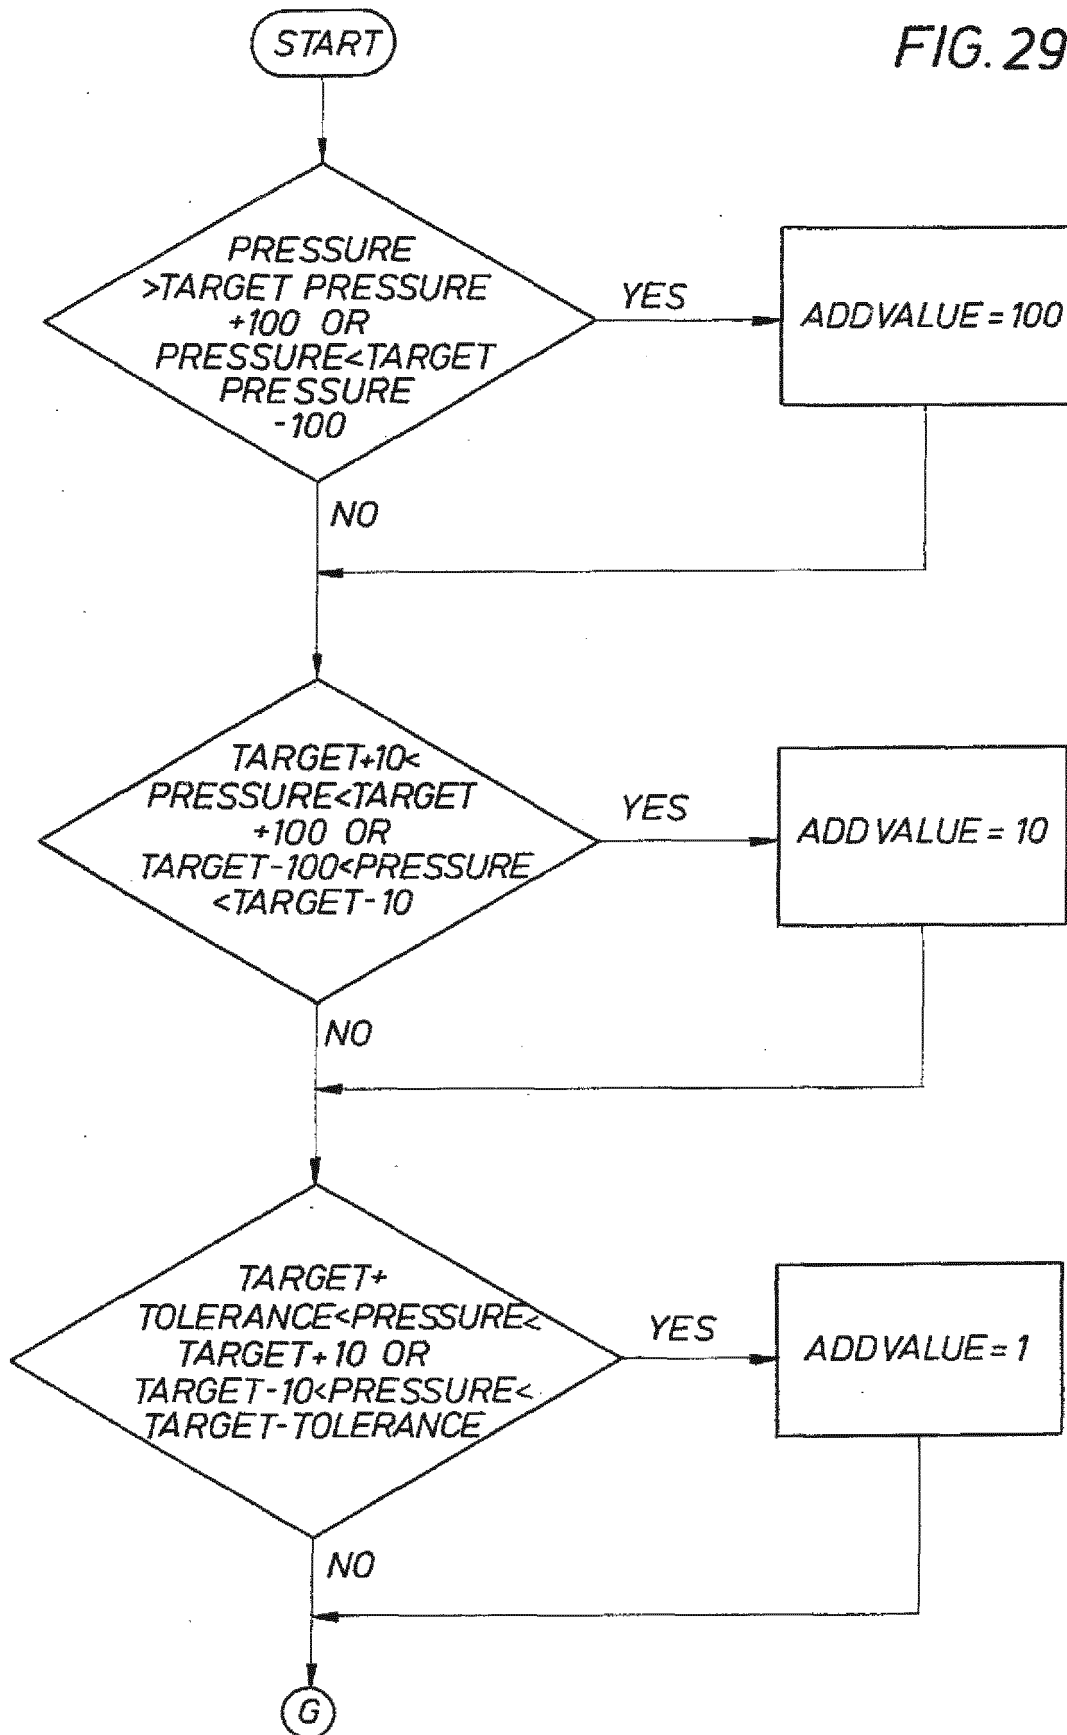 START
FIG. 29
PRESSURE
>TARGET PRESSURE
+100 OR
PRESSURE<TARGET
PRESSURE
-100
YES
ADDVALUE = 100
NO
TARGET+10<
PRESSURE<TARGET
+100 OR
TARGET-100<PRESSURE
<TARGET-10
YES
ADDVALUE = 10
NO
TARGET+
TOLERANCE<PRESSURE<
TARGET+10 OR
TARGET-10<PRESSURE<
TARGET-TOLERANCE
YES
ADDVALUE = 1
NO
G